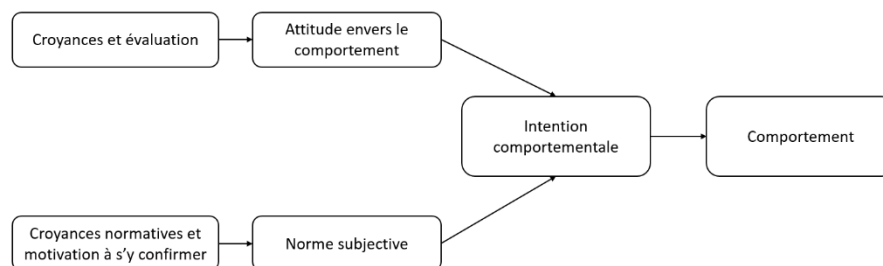 Croyances et évaluation
Attitude envers le
comportement
Intention
comportementale
Comportement
Croyances normatives et
motivation à s'y confirmer
Norme subjective